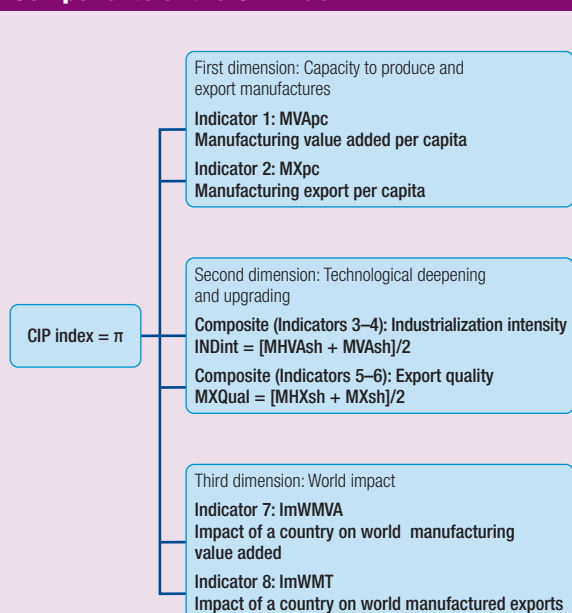 First dimension: Capacity to produce and
export manufactures
Indicator 1: MVApc
Manufacturing value added per capita
Indicator 2: MXpc
Manufacturing export per capita
Second dimension: Technological deepening
and upgrading
CIP index = π
Composite (Indicators 3–4): Industrialization intensity
INDint = [MHVAsh + MVAsh]/2
Composite (Indicators 5–6): Export quality
MXQual = [MHXsh + MXsh]/2
Third dimension: World impact
Indicator 7: ImWMVA
Impact of a country on world manufacturing
value added
Indicator 8: ImWMT
Impact of a country on world manufactured exports